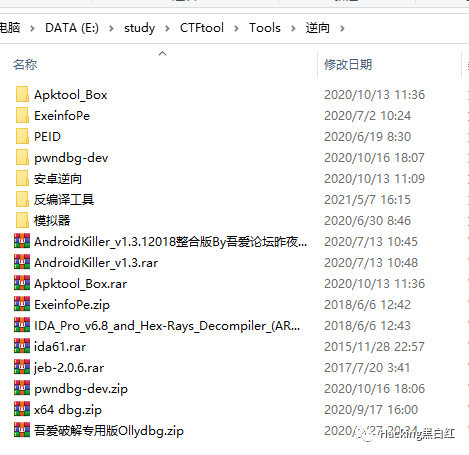 电脑 > DATA (E:) > study > CTFtool > Tools > 逆向 >
名称 修改日期
Apktool_Box 2020/10/13 11:36
ExeinfoPe 2020/7/2 10:24
PEID 2020/6/19 8:30
pwndbg-dev 2020/10/16 18:07
安卓逆向 2020/10/13 11:09
反编译工具 2021/5/7 16:15
模拟器 2020/6/30 8:46
AndroidKiller_v1.3.12018整合版By吾爱论坛昨夜... 2020/7/13 10:45
AndroidKiller_v1.3.rar 2020/7/13 10:48
Apktool_Box.rar 2020/10/13 11:36
ExeinfoPe.zip 2018/6/6 12:42
IDA_Pro_v6.8_and_Hex-Rays_Decompiler_(AR... 2018/6/6 12:43
ida61.rar 2015/11/28 22:57
jeb-2.0.6.rar 2017/7/20 3:41
pwndbg-dev.zip 2020/10/16 18:06
x64 dbg.zip 2020/9/17 16:00
吾爱破解专用版Ollydbg.zip
Hacking黑白红